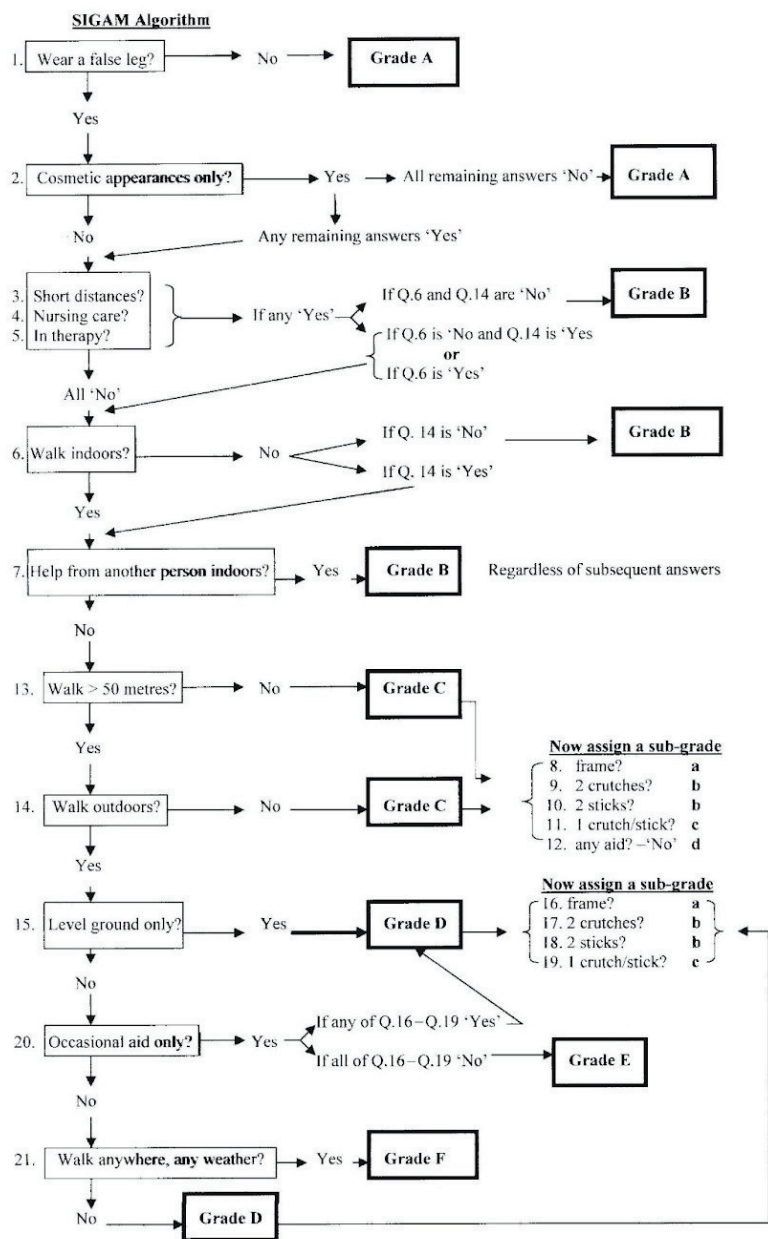 SIGAM Algorithm
1. Wear a false leg? No Grade A
Yes
2. Cosmetic appearances only? Yes All remaining answers ‘No’ Grade A
No
Any remaining answers ‘Yes’
3. Short distances?
4. Nursing care?
5. In therapy?
If any ‘Yes’
If Q.6 and Q.14 are ‘No’ Grade B
If Q.6 is ‘No and Q.14 is ‘Yes
or
If Q.6 is ‘Yes’
All ‘No’
6. Walk indoors? No
If Q. 14 is ‘No’ Grade B
If Q. 14 is ‘Yes’
Yes
7. Help from another person indoors? Yes Grade B Regardless of subsequent answers
No
13. Walk > 50 metres? No Grade C
Yes
14. Walk outdoors? No Grade C
Now assign a sub-grade
8. frame? a
9. 2 crutches? b
10. 2 sticks? b
11. 1 crutch/stick? c
12. any aid? –‘No’ d
Yes
15. Level ground only? Yes Grade D
Now assign a sub-grade
16. frame? a
17. 2 crutches? b
18. 2 sticks? b
19. 1 crutch/stick? c
No
20. Occasional aid only? Yes
If any of Q.16–Q.19 ‘Yes’
If all of Q.16–Q.19 ‘No’ Grade E
No
21. Walk anywhere, any weather? Yes Grade F
No Grade D